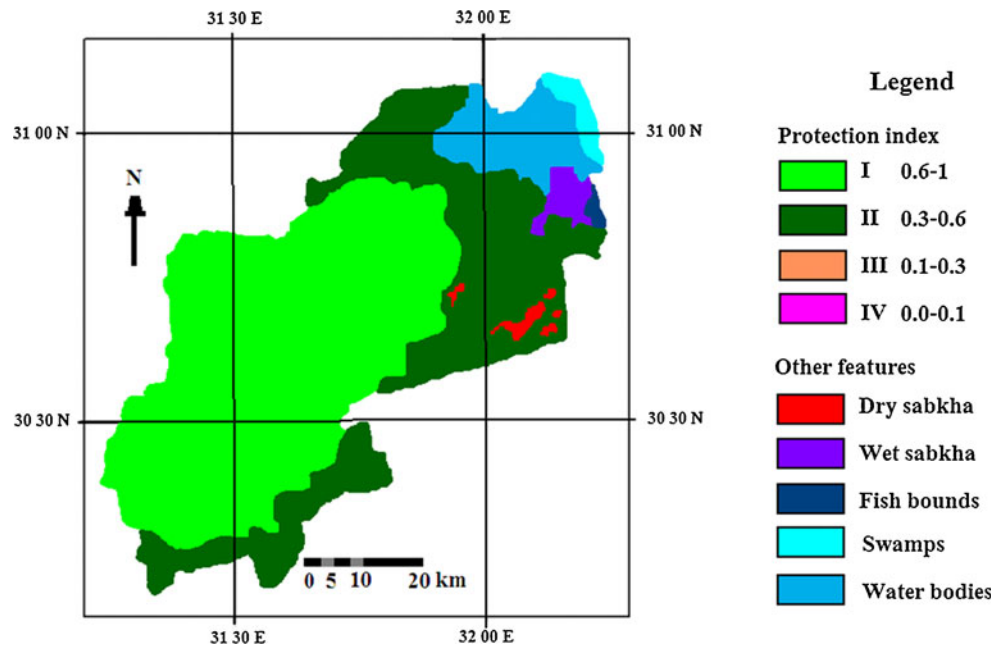 31 30 E
32 00 E
31 00 N
31 00 N
N
30 30 N
30 30 N
0 5 10 20 km
31 30 E
32 00 E
Legend
Protection index
I 0.6-1
II 0.3-0.6
III 0.1-0.3
IV 0.0-0.1
Other features
Dry sabkha
Wet sabkha
Fish bounds
Swamps
Water bodies